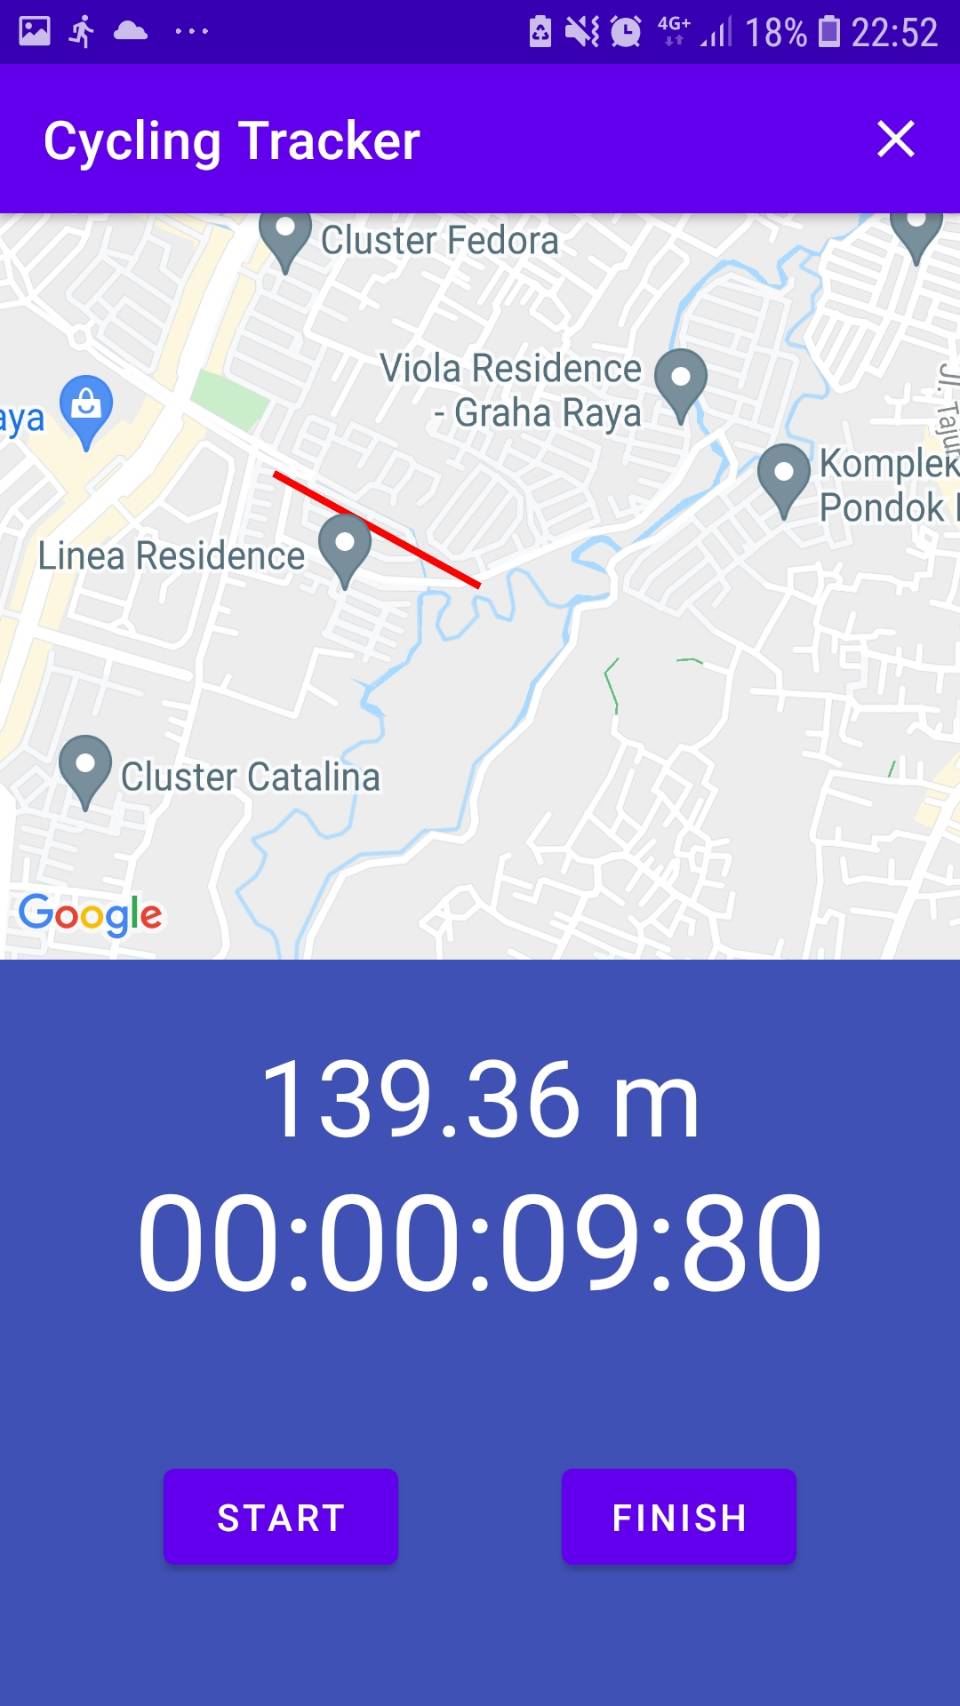 4G+ 18% 22:52
Cycling Tracker
Cluster Fedora
Viola Residence
- Graha Raya
aya
Jl. Tajur
Komplek
Pondok
Linea Residence
Cluster Catalina
Google
139.36 m
00:00:09:80
START
FINISH